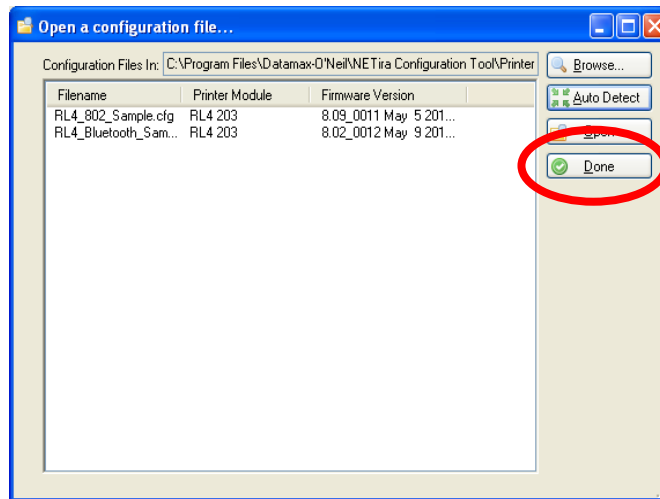 Open a configuration file...
Configuration Files In: C:\Program Files\Datamax-O'Neil\NETira Configuration Tool\Printer
Browse...
Auto Detect
Open
Done
Filename Printer Module Firmware Version
RL4_802_Sample.cfg RL4 203 8.09_0011 May 5 201...
RL4_Bluetooth_Sam... RL4 203 8.02_0012 May 9 201...